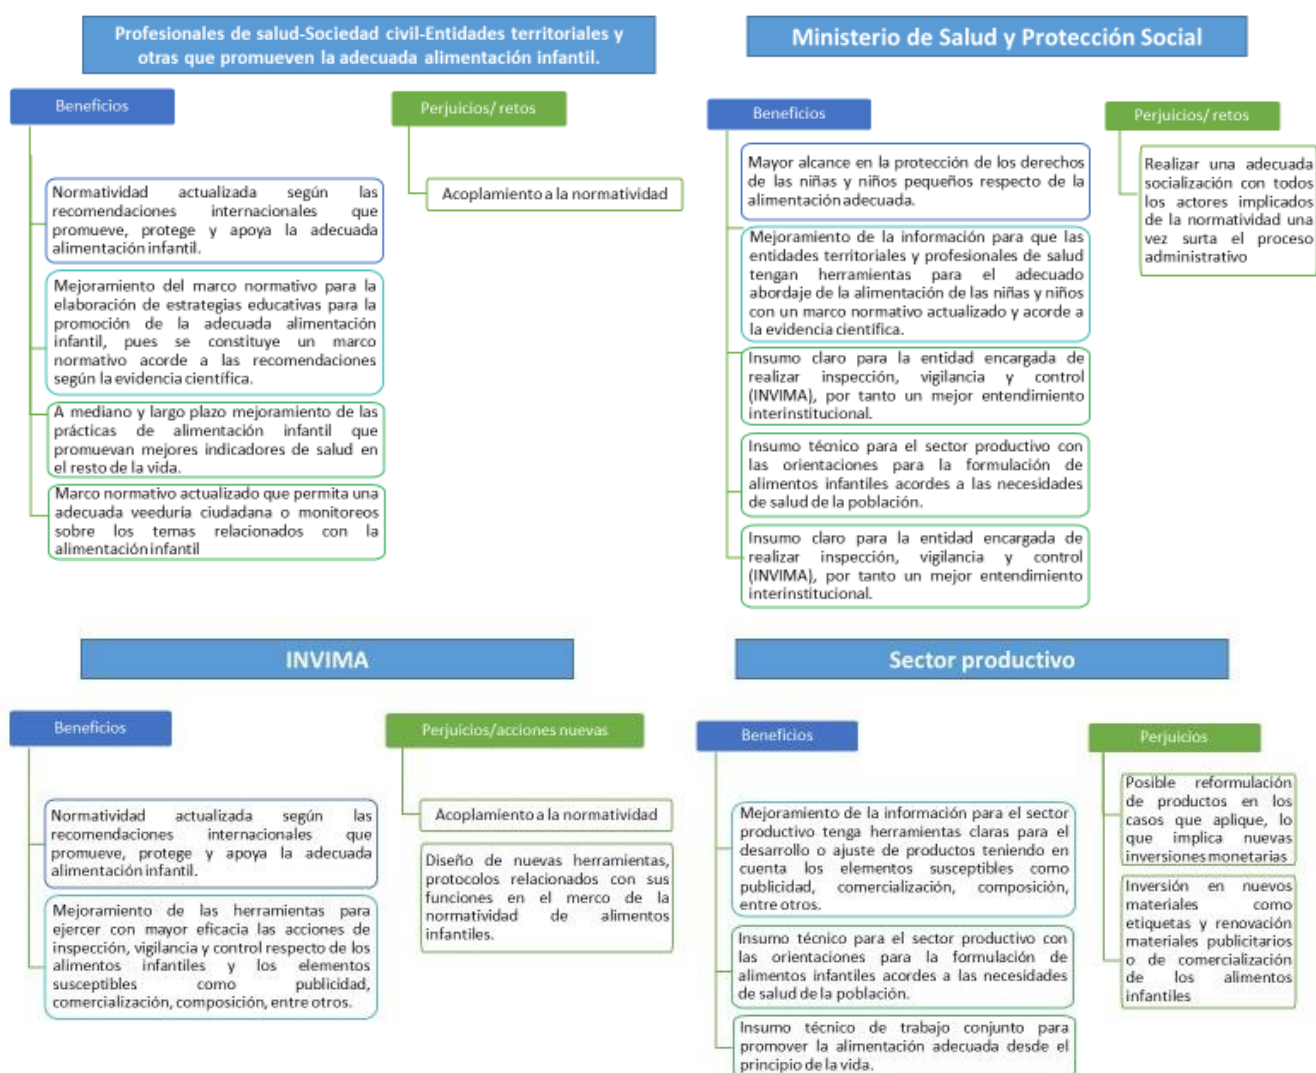 Profesionales de salud-Sociedad civil-Entidades territoriales y
otras que promueven la adecuada alimentación infantil.
Beneficios
Normatividad actualizada según las
recomendaciones internacionales que
promueve, protege y apoya la adecuada
alimentación infantil.
Mejoramiento del marco normativo para la
elaboración de estrategias educativas para la
promoción de la adecuada alimentación
infantil, pues se constituye un marco
normativo acorde a las recomendaciones
según la evidencia científica.
A mediano y largo plazo mejoramiento de las
prácticas de alimentación infantil que
promuevan mejores indicadores de salud en
el resto de la vida.
Marco normativo actualizado que permita una
adecuada veeduría ciudadana o monitoreos
sobre los temas relacionados con la
alimentación infantil
Perjuicios/ retos
Acoplamiento a la normatividad
Ministerio de Salud y Protección Social
Beneficios
Mayor alcance en la protección de los derechos
de las niñas y niños pequeños respecto de la
alimentación adecuada.
Mejoramiento de la información para que las
entidades territoriales y profesionales de salud
tengan herramientas para el adecuado
abordaje de la alimentación de las niñas y niños
con un marco normativo actualizado y acorde a
la evidencia científica.
Insumo claro para la entidad encargada de
realizar inspección, vigilancia y control
(INVIMA), por tanto un mejor entendimiento
interinstitucional.
Insumo técnico para el sector productivo con
las orientaciones para la formulación de
alimentos infantiles acordes a las necesidades
de salud de la población.
Insumo claro para la entidad encargada de
realizar inspección, vigilancia y control
(INVIMA), por tanto un mejor entendimiento
interinstitucional.
Perjuicios/ retos
Realizar una adecuada
socialización con todos
los actores implicados
de la normatividad una
vez surta el proceso
administrativo
INVIMA
Beneficios
Normatividad actualizada según las
recomendaciones internacionales que
promueve, protege y apoya la adecuada
alimentación infantil.
Mejoramiento de las herramientas para
ejercer con mayor eficacia las acciones de
inspección, vigilancia y control respecto de los
alimentos infantiles y los elementos
susceptibles como publicidad,
comercialización, composición, entre otros.
Perjuicios/acciones nuevas
Acoplamiento a la normatividad
Diseño de nuevas herramientas,
protocolos relacionados con sus
funciones en el merco de la
normatividad de alimentos
infantiles.
Sector productivo
Beneficios
Mejoramiento de la información para el sector
productivo tenga herramientas claras para el
desarrollo o ajuste de productos teniendo en
cuenta los elementos susceptibles como
publicidad, comercialización, composición,
entre otros.
Insumo técnico para el sector productivo con
las orientaciones para la formulación de
alimentos infantiles acordes a las necesidades
de salud de la población.
Insumo técnico de trabajo conjunto para
promover la alimentación adecuada desde el
principio de la vida.
Perjuicios
Posible reformulación
de productos en los
casos que aplique, lo
que implica nuevas
inversiones monetarias
Inversión en nuevos
materiales como
etiquetas y renovación
materiales publicitarios
o de comercialización
de los alimentos
infantiles